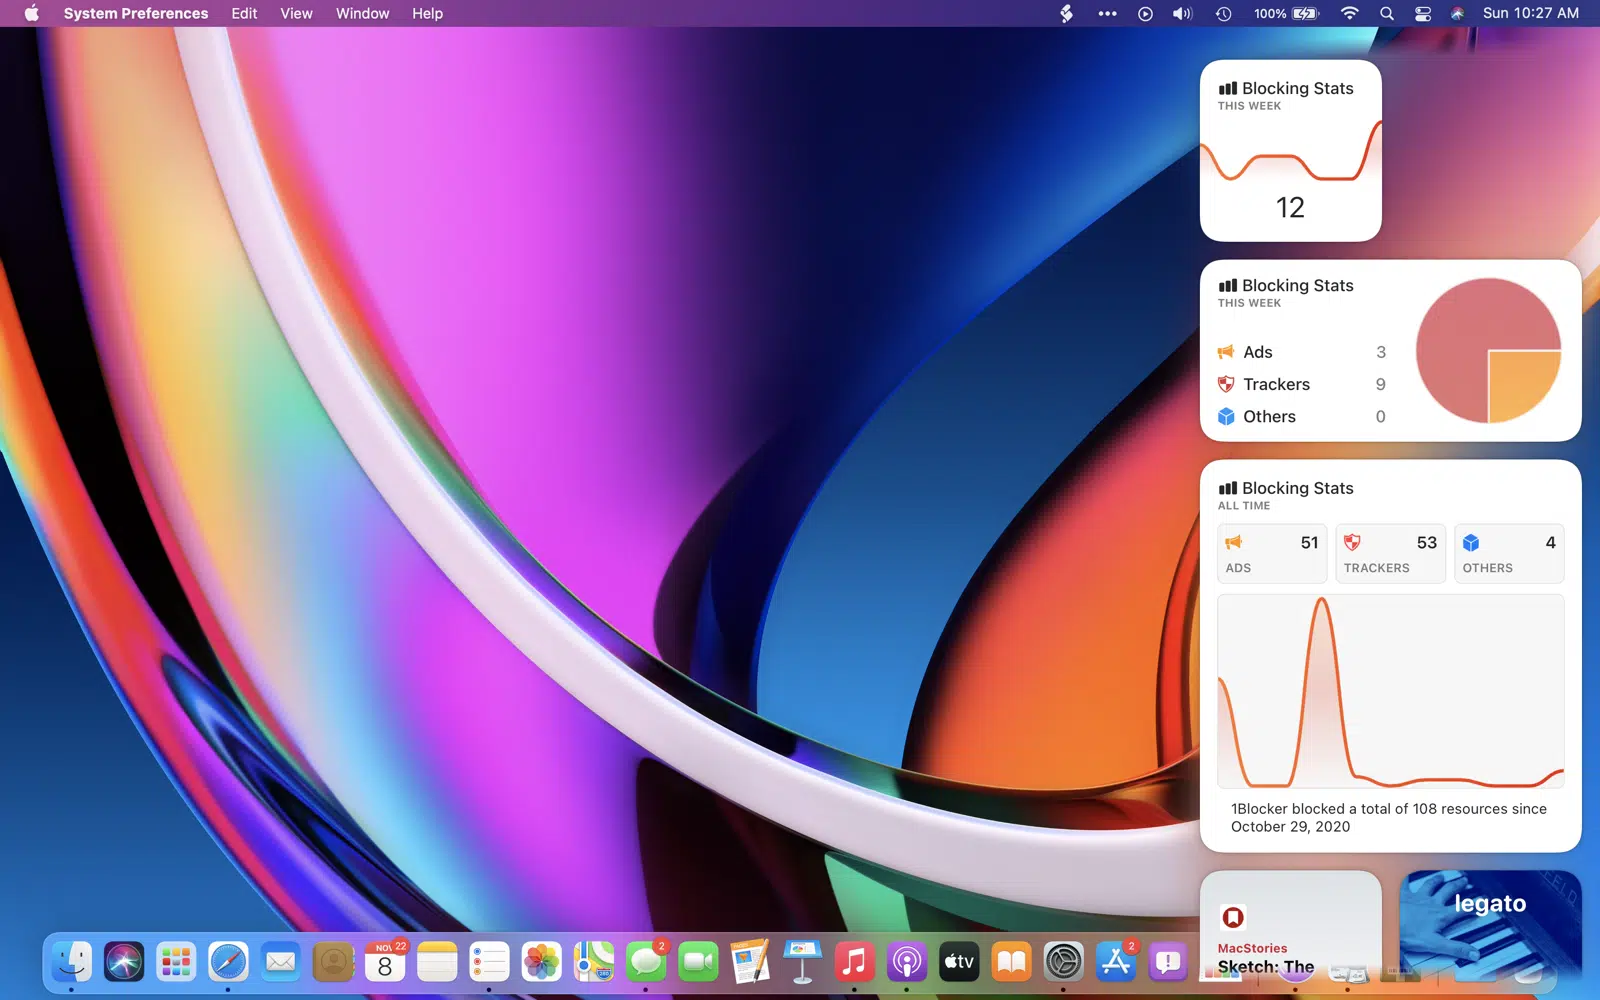 System Preferences Edit View Window Help 100% Sun 10:27 AM
Blocking Stats
THIS WEEK
12
Blocking Stats
THIS WEEK
Ads 3
Trackers 9
Others 0
Blocking Stats
ALL TIME
51 53 4
ADS TRACKERS OTHERS
1Blocker blocked a total of 108 resources since
October 29, 2020
legato
MacStories
Sketch: The
NOV 22
8
2
tv
2